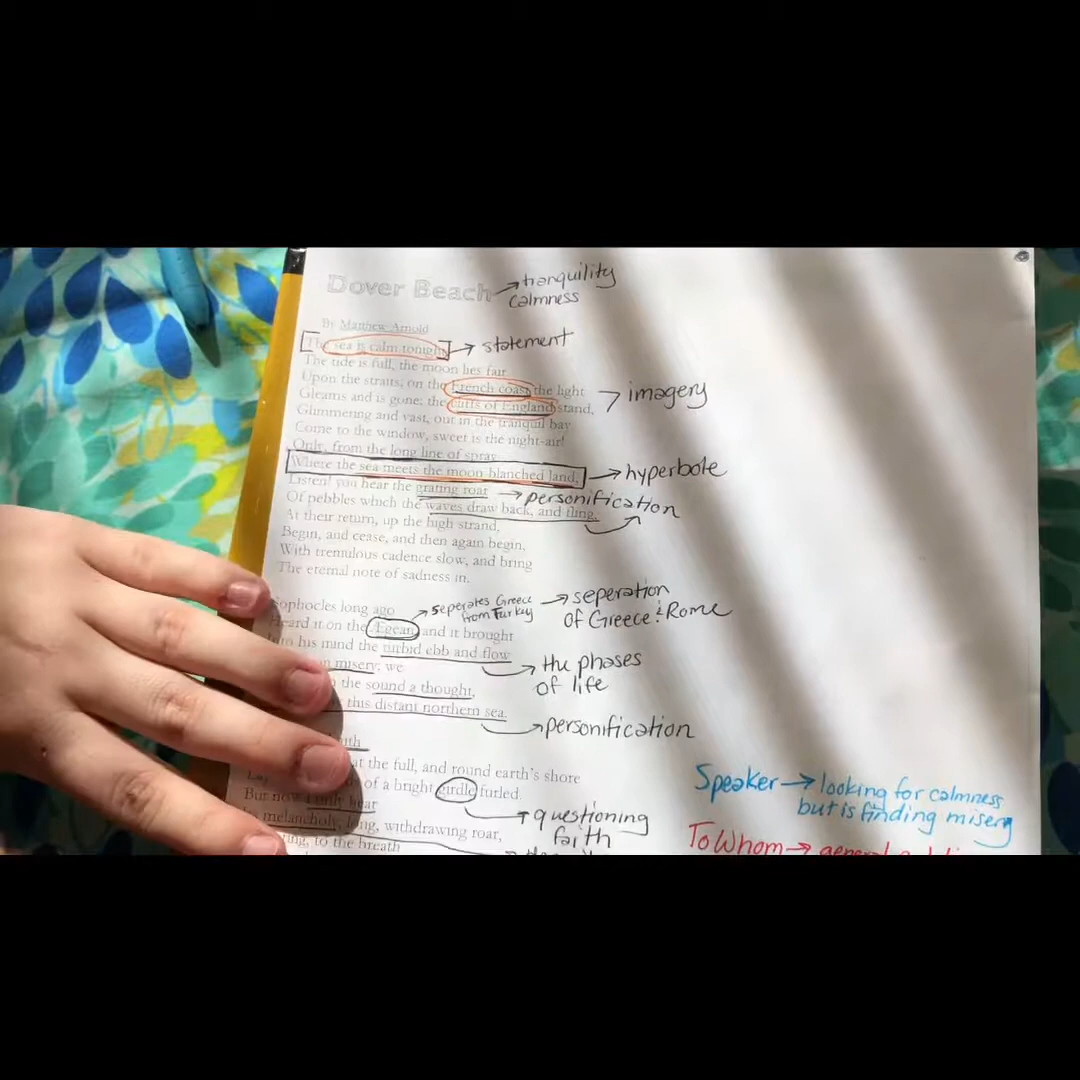 Dover Beach → tranquility
calmness
By Matthew Arnold
The sea is calm tonight. → statement
The tide is full, the moon lies fair
Upon the straits; on the French coast the light
Gleams and is gone; the cliffs of England stand, → imagery
Glimmering and vast, out in the tranquil bay
Come to the window, sweet is the night-air!
Only, from the long line of spray
Where the sea meets the moon-blanched land, → hyperbole
Listen! you hear the grating roar → personification
Of pebbles which the waves draw back, and fling,
At their return, up the high strand,
Begin, and cease, and then again begin,
With tremulous cadence slow, and bring
The eternal note of sadness in.
Sophocles long ago → seperates Greece from Turkey → seperation
of Greece & Rome
Heard it on the Ægean, and it brought
Into his mind the turbid ebb and flow → the phases
of life
misery; we
the sound a thought,
this distant northern sea. → personification
at the full, and round earth's shore
of a bright girdle furled. → questioning
faith
But now I only hear
Its melancholy, long, withdrawing roar,
to the breath
Speaker → looking for calmness
but is finding misery
To Whom →